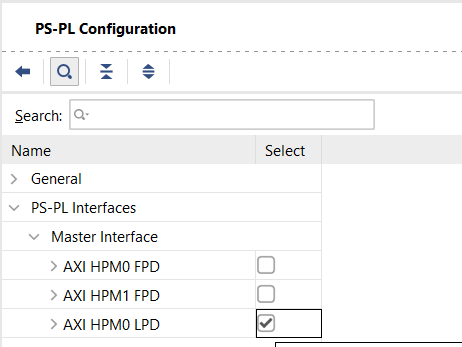 PS-PL Configuration
Search:
Name Select
General
PS-PL Interfaces
Master Interface
AXI HPM0 FPD
AXI HPM1 FPD
AXI HPM0 LPD